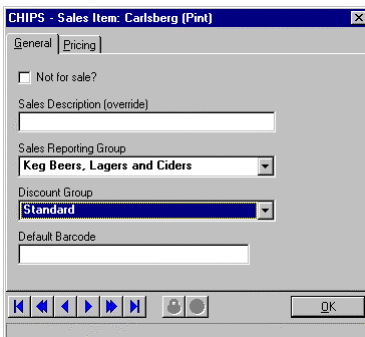 CHIPS - Sales Item: Carlsberg (Pint)
General Pricing
Not for sale?
Sales Description (override)
Sales Reporting Group
Keg Beers, Lagers and Ciders
Discount Group
Standard
Default Barcode
OK